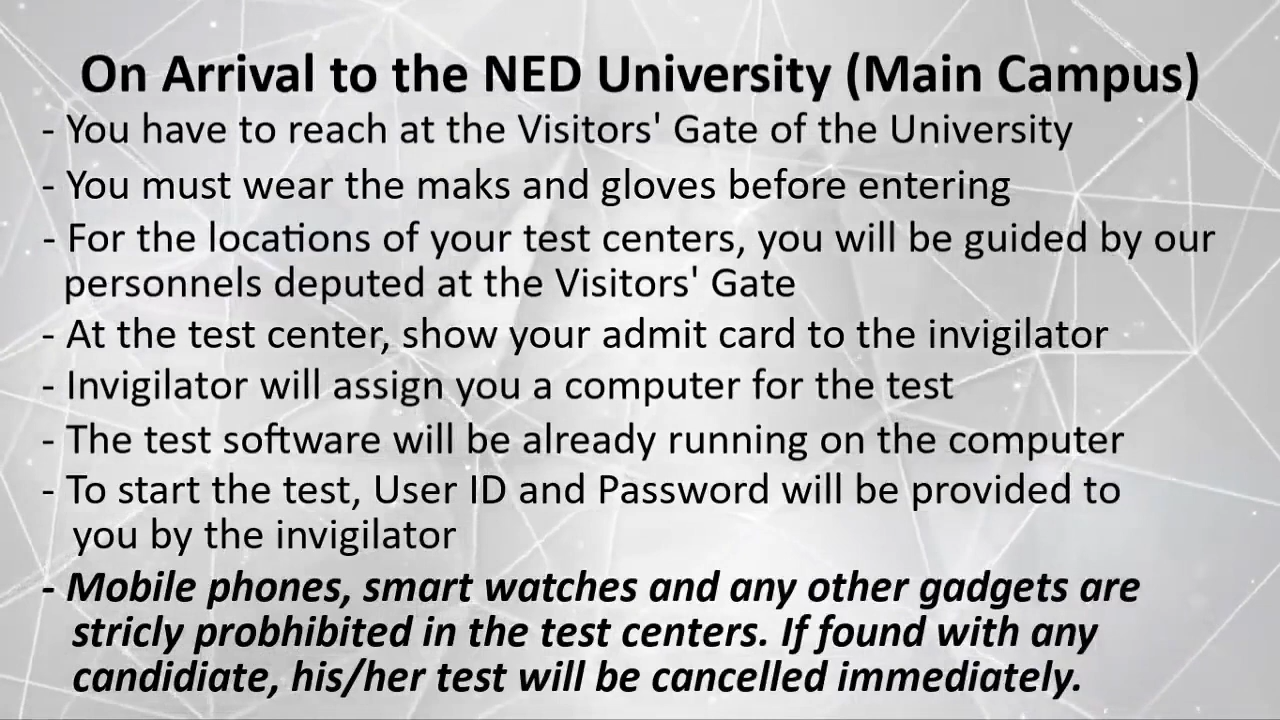 On Arrival to the NED University (Main Campus)
- You have to reach at the Visitors' Gate of the University
- You must wear the maks and gloves before entering
- For the locations of your test centers, you will be guided by our
personnels deputed at the Visitors' Gate
- At the test center, show your admit card to the invigilator
- Invigilator will assign you a computer for the test
- The test software will be already running on the computer
- To start the test, User ID and Password will be provided to
you by the invigilator
- Mobile phones, smart watches and any other gadgets are
stricly probhibited in the test centers. If found with any
candidiate, his/her test will be cancelled immediately.